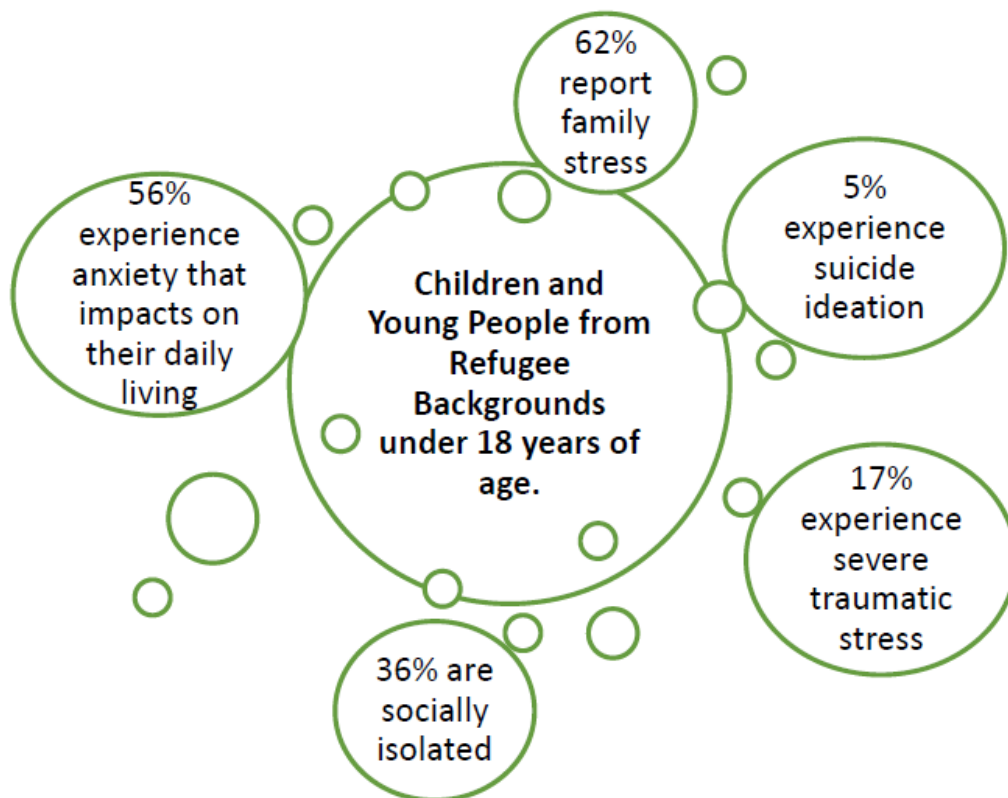 62%
report
family
stress
56%
experience
anxiety that
impacts on
their daily
living
5%
experience
suicide
ideation
Children and
Young People from
Refugee
Backgrounds
under 18 years of
age.
17%
experience
severe
traumatic
stress
36% are
socially
isolated